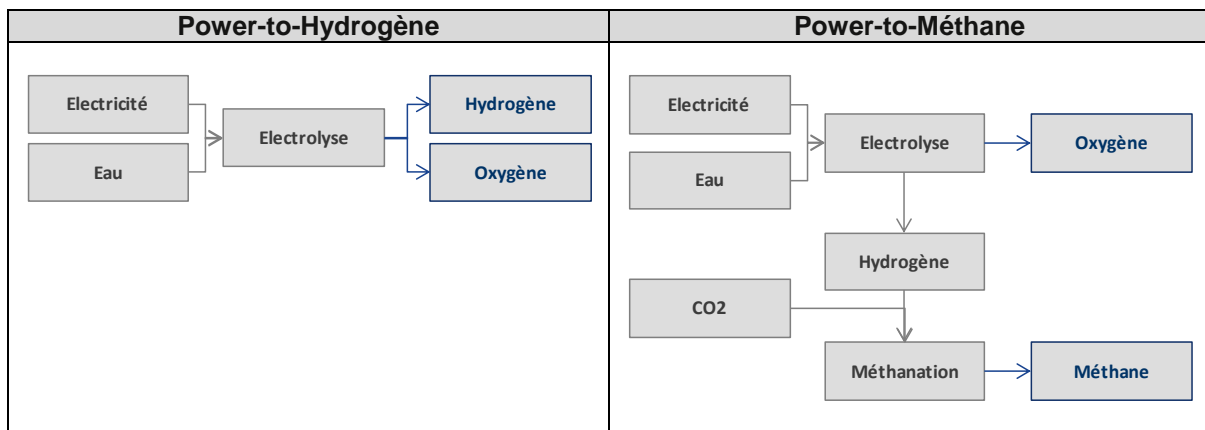 Power-to-Hydrogène
Electricité
Hydrogène
Electrolyse
Eau
Oxygène
Power-to-Méthane
Electricité
Electrolyse
Oxygène
Eau
Hydrogène
CO2
Méthanation
Méthane